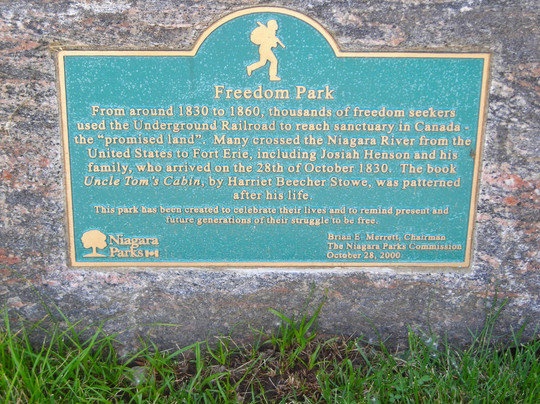 Freedom Park
From around 1830 to 1860, thousands of freedom seekers
used the Underground Railroad to reach sanctuary in Canada -
the "promised land". Many crossed the Niagara River from the
United States to Fort Erie, including Josiah Henson and his
family, who arrived on the 28th of October 1830. The book
Uncle Tom's Cabin, by Harriet Beecher Stowe, was patterned
after his life.
This park has been created to celebrate their lives and to remind present and
future generations of their struggle to be free.
Niagara
Parks
Brian E. Merrett, Chairman
The Niagara Parks Commission
October 28, 2000